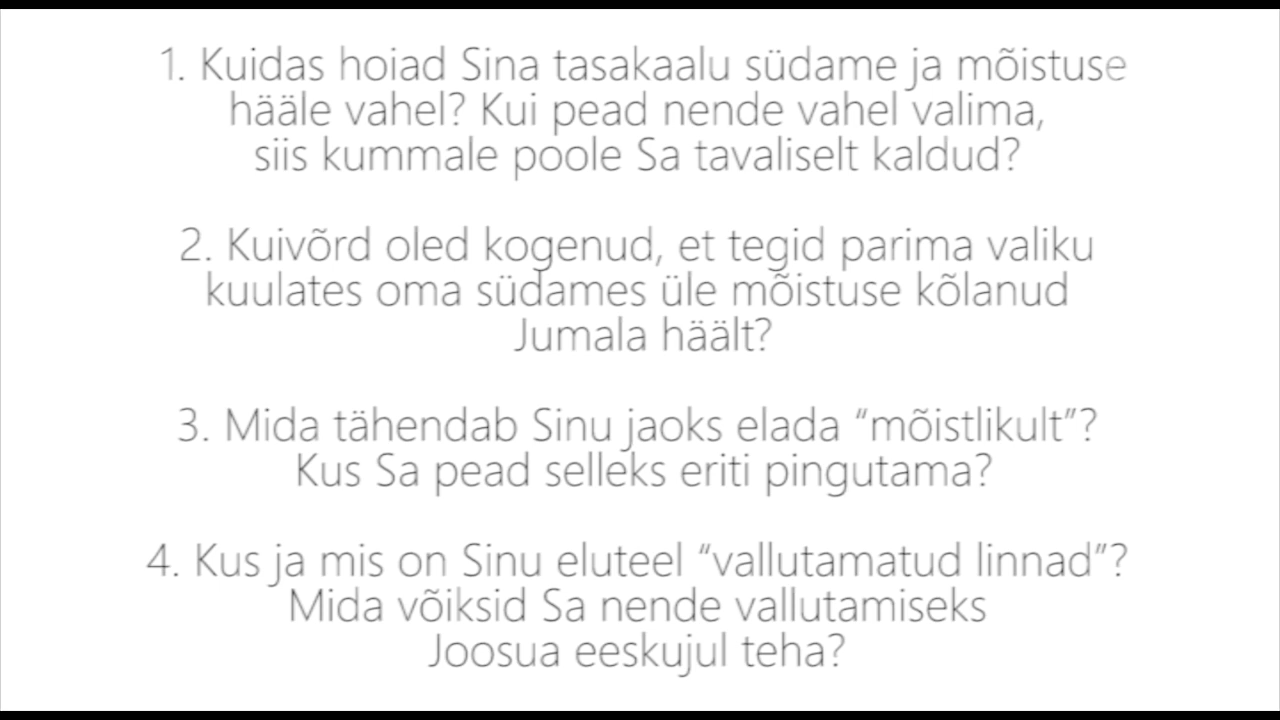 1. Kuidas hoiad Sina tasakaalu südame ja mõistuse
hääle vahel? Kui pead nende vahel valima,
siis kummale poole Sa tavaliselt kaldud?
2. Kuivõrd oled kogenud, et tegid parima valiku
kuulates oma südames üle mõistuse kõlanud
Jumala häält?
3. Mida tähendab Sinu jaoks elada “mõistlikult”?
Kus Sa pead selleks eriti pingutama?
4. Kus ja mis on Sinu eluteel “vallutamatud linnad”?
Mida võiksid Sa nende vallutamiseks
Joosua eeskujul teha?